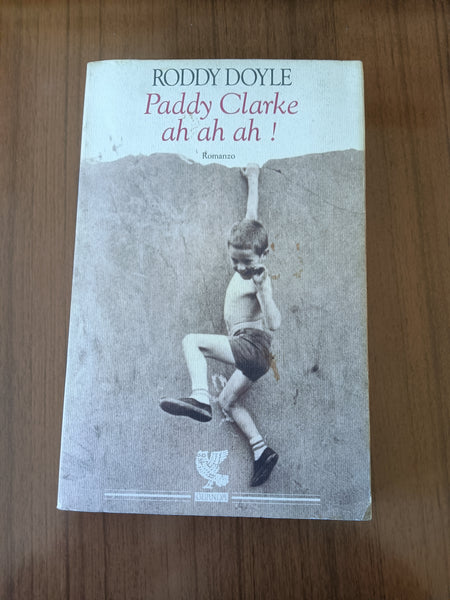 RODDY DOYLE
Paddy Clarke
ah ah ah !
Romanzo
GUANDA